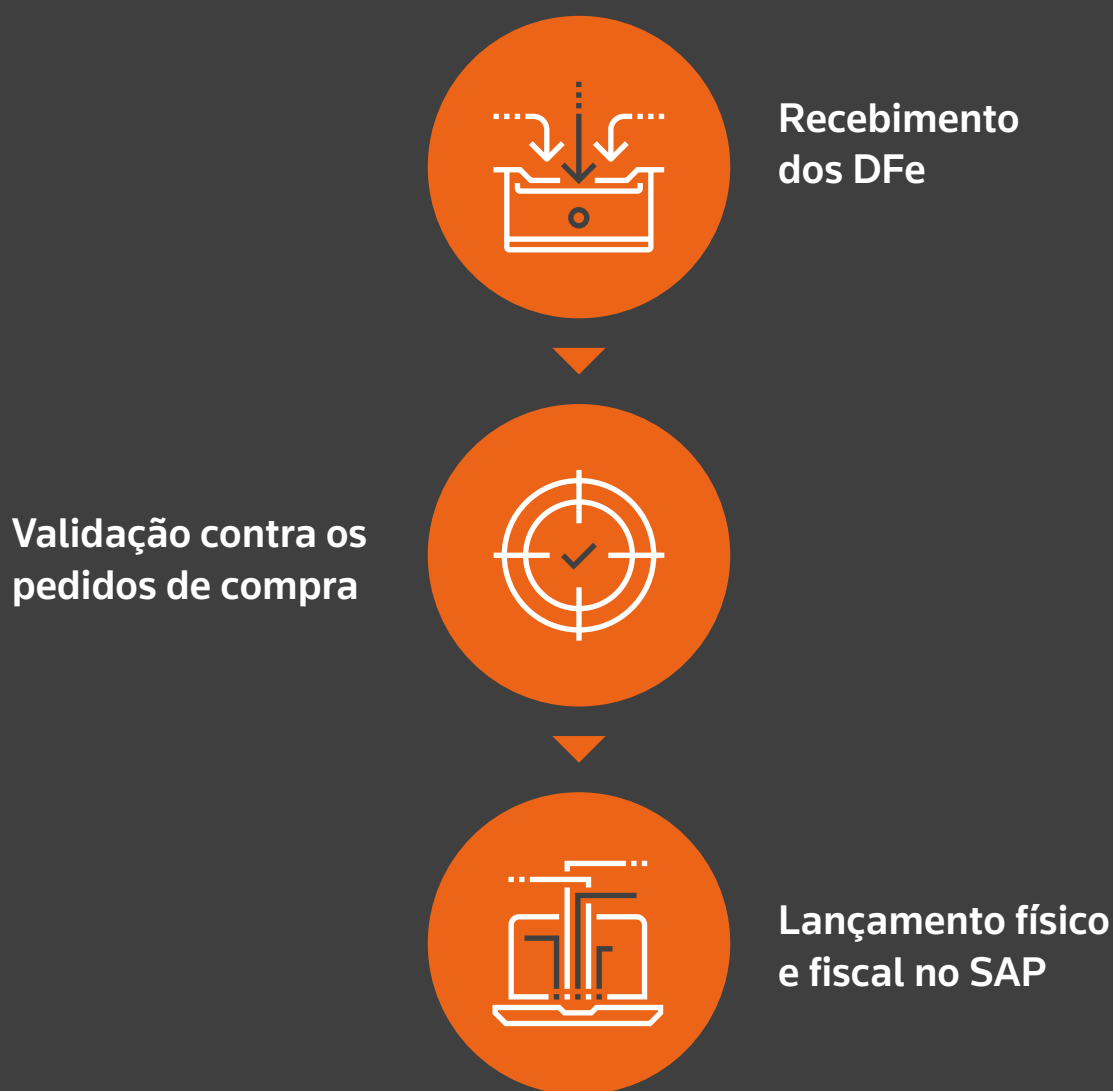 Recebimento
dos DFe
Validação contra os
pedidos de compra
Lançamento físico
e fiscal no SAP